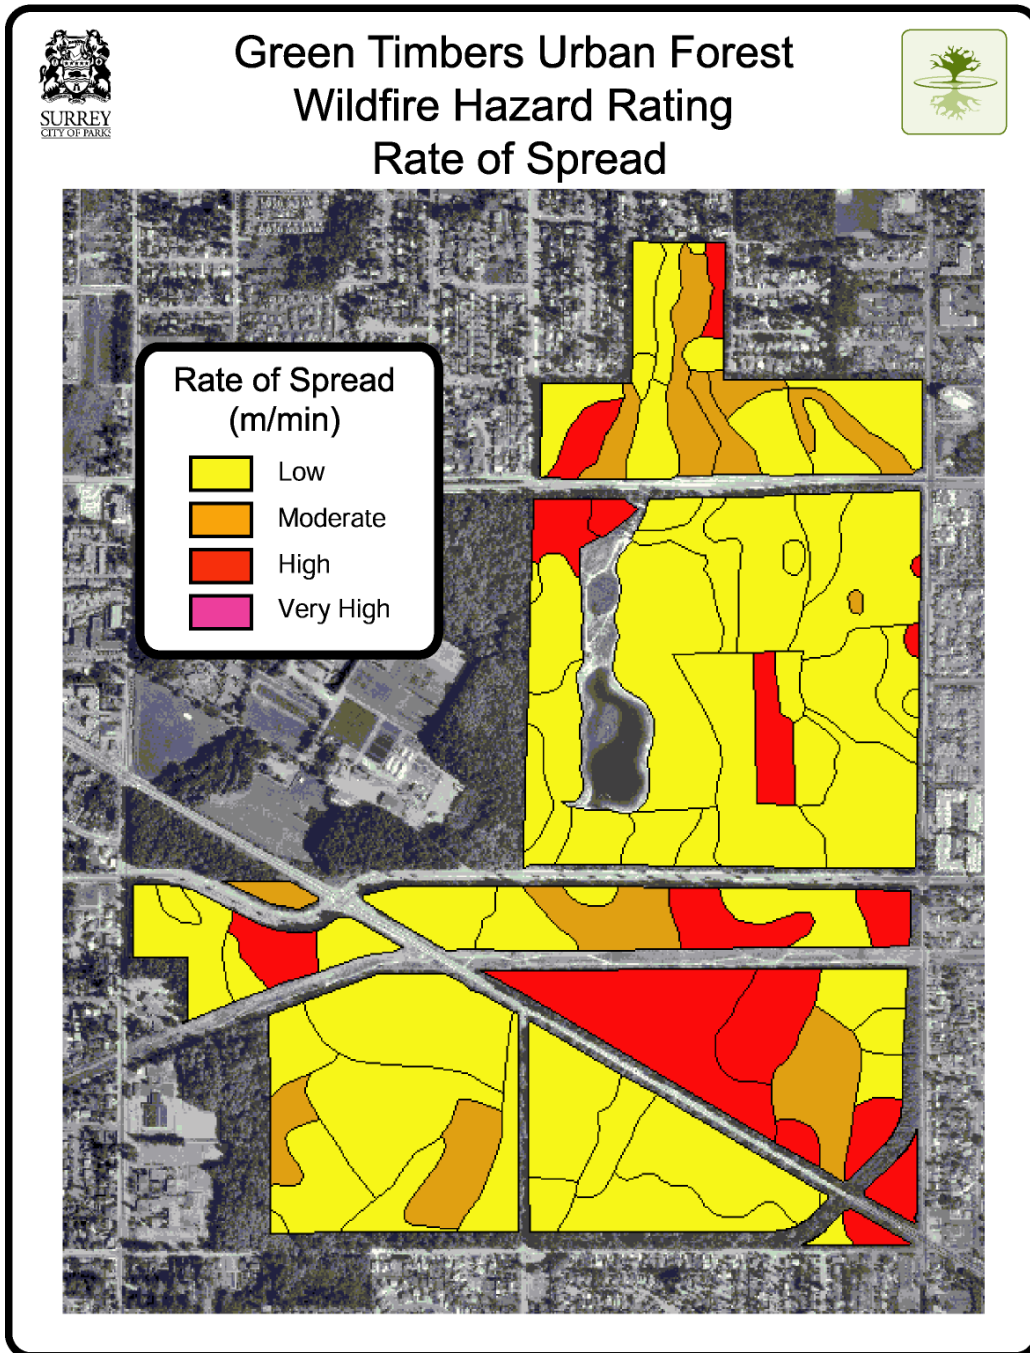 Green Timbers Urban Forest
Wildfire Hazard Rating
Rate of Spread
SURREY
CITY OF PARKS
Rate of Spread
(m/min)
Low
Moderate
High
Very High